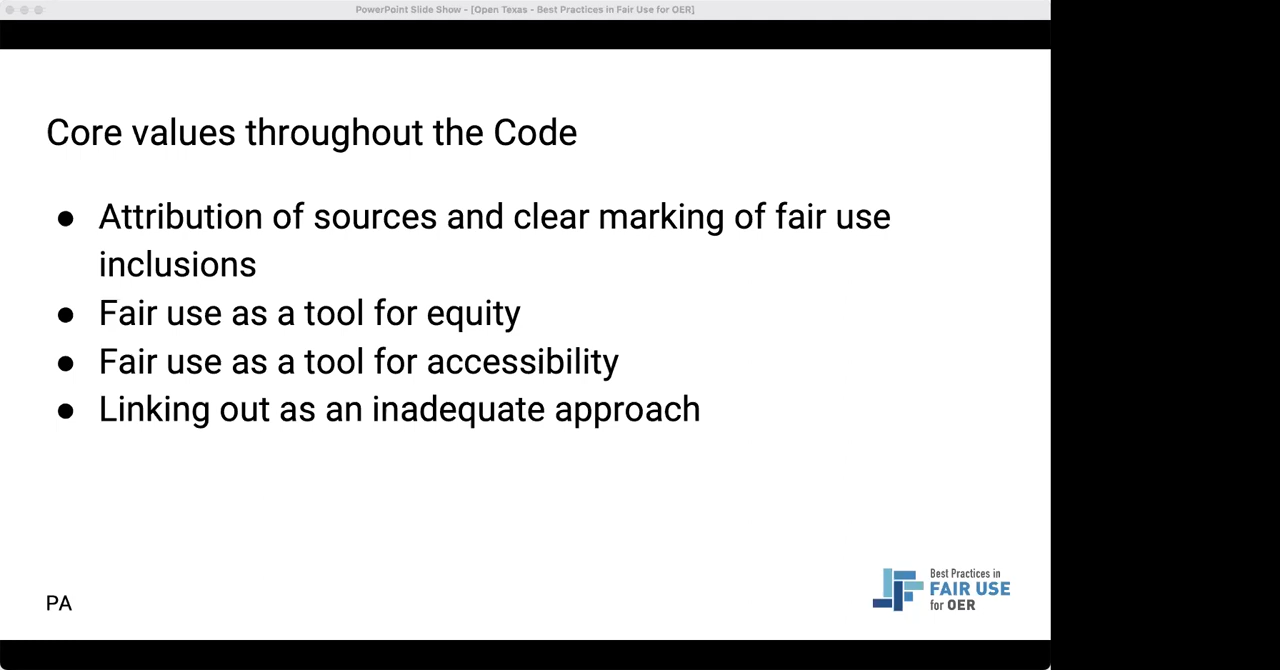 PowerPoint Slide Show - [Open Texas - Best Practices in Fair Use for OER]
Core values throughout the Code
● Attribution of sources and clear marking of fair use
inclusions
● Fair use as a tool for equity
● Fair use as a tool for accessibility
● Linking out as an inadequate approach
PA
Best Practices in
FAIR USE
for OER